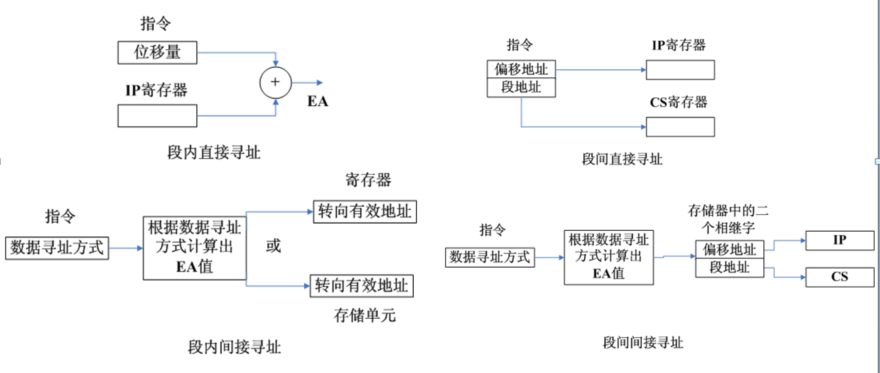 指令
位移量
IP寄存器
+
EA
段内直接寻址
指令
偏移地址
段地址
IP寄存器
CS寄存器
段间直接寻址
指令
数据寻址方式
根据数据寻址
方式计算出
EA值
或
寄存器
转向有效地址
转向有效地址
存储单元
段内间接寻址
指令
数据寻址方式
根据数据寻址
方式计算出
EA值
存储器中的二
个相继字
偏移地址
段地址
IP
CS
段间间接寻址